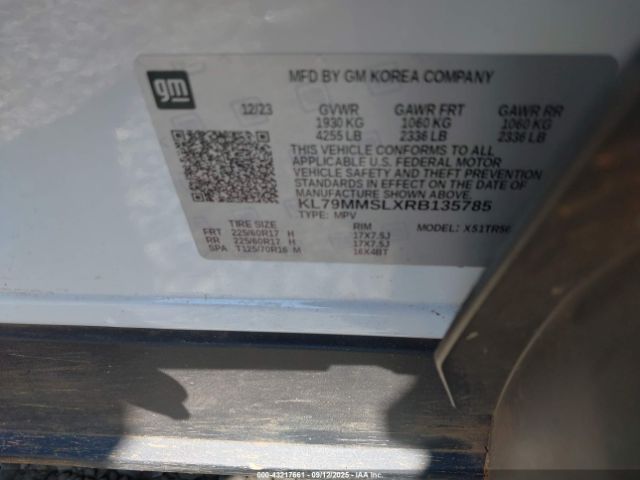 gm
MFD BY GM KOREA COMPANY
12/23 GVWR GAWR FRT GAWR RR
1930 KG 1060 KG 1060 KG
4255 LB 2336 LB 2336 LB
THIS VEHICLE CONFORMS TO ALL
APPLICABLE U.S. FEDERAL MOTOR
VEHICLE SAFETY AND THEFT PREVENTION
STANDARDS IN EFFECT ON THE DATE OF
MANUFACTURE SHOWN ABOVE.
KL79MMSLXRB135785
TYPE: MPV MODEL: X51TR56
TIRE SIZE RIM
FRT 225/60R17 H 17X7.5J
RR 225/60R17 H 17X7.5J
SPA T125/70R16 M 16X4BT
000-43217661 - 09/12/2025 - IAAI.COM